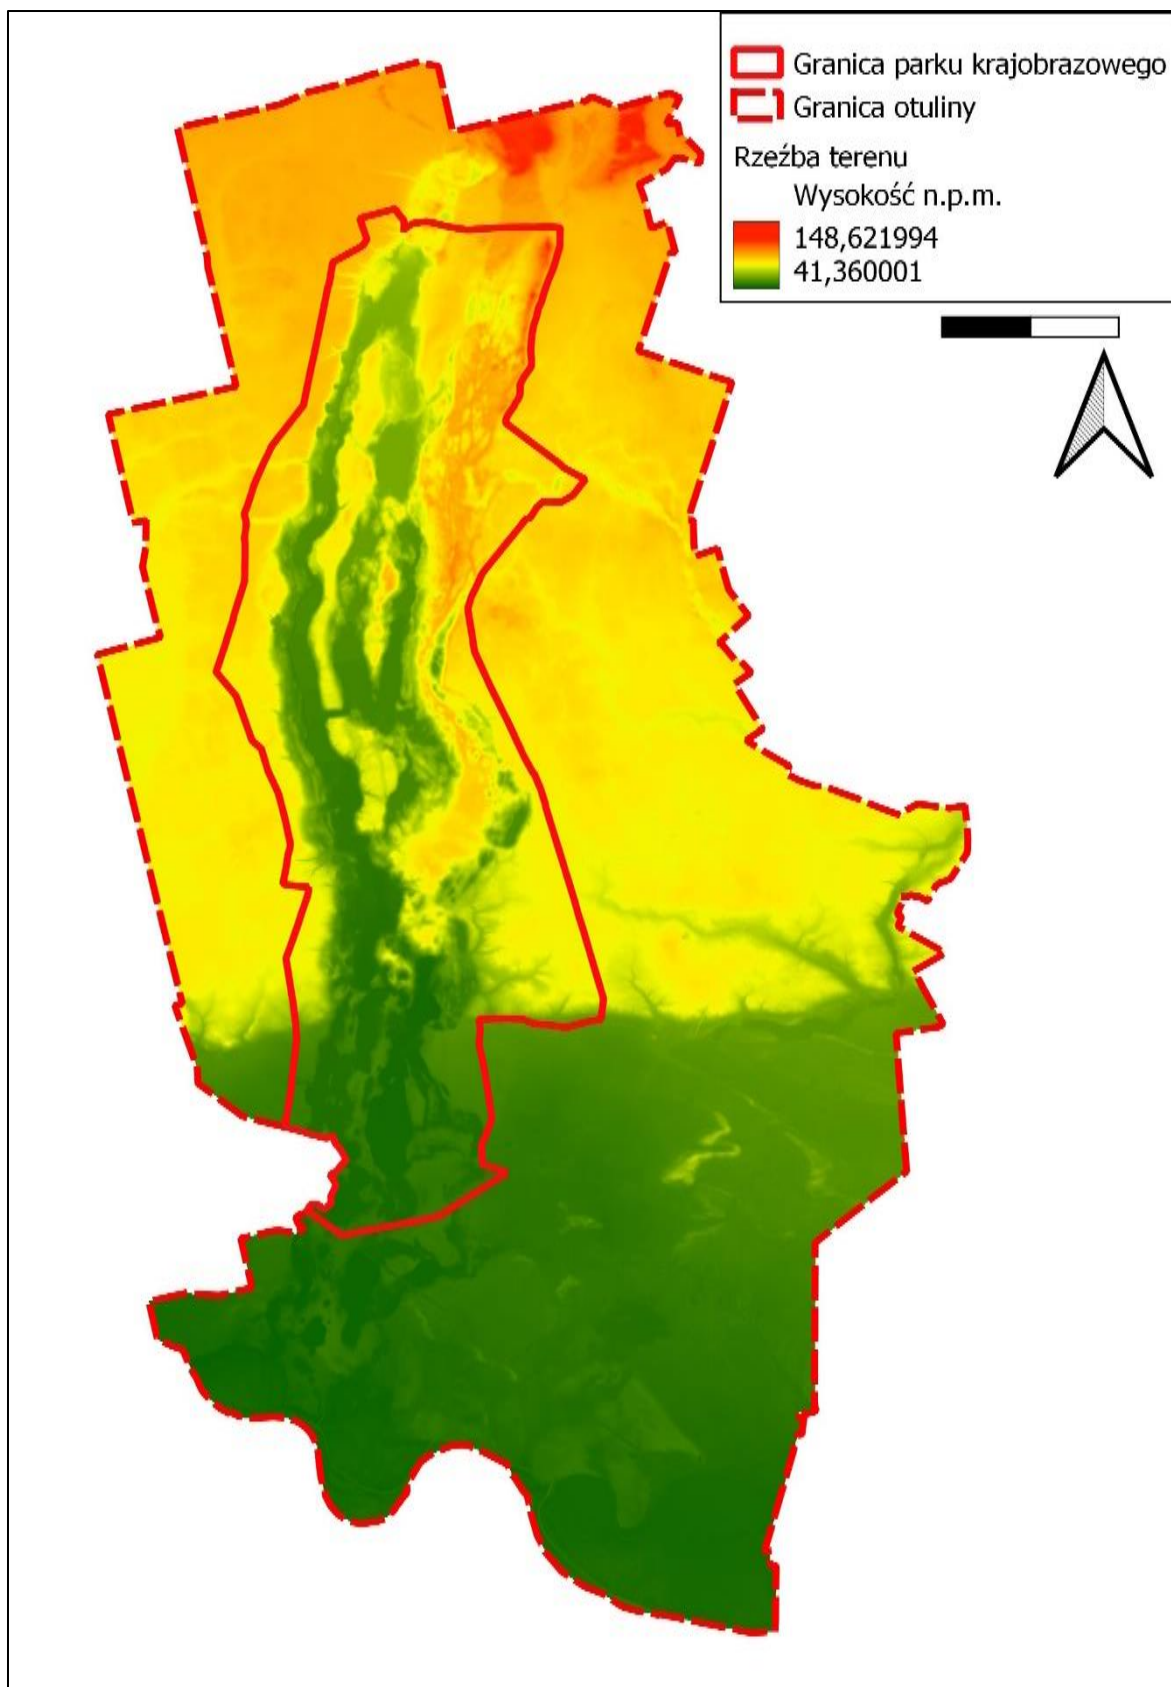 Granica parku krajobrazowego
Granica otuliny
Rzeźba terenu
Wysokość n.p.m.
148,621994
41,360001